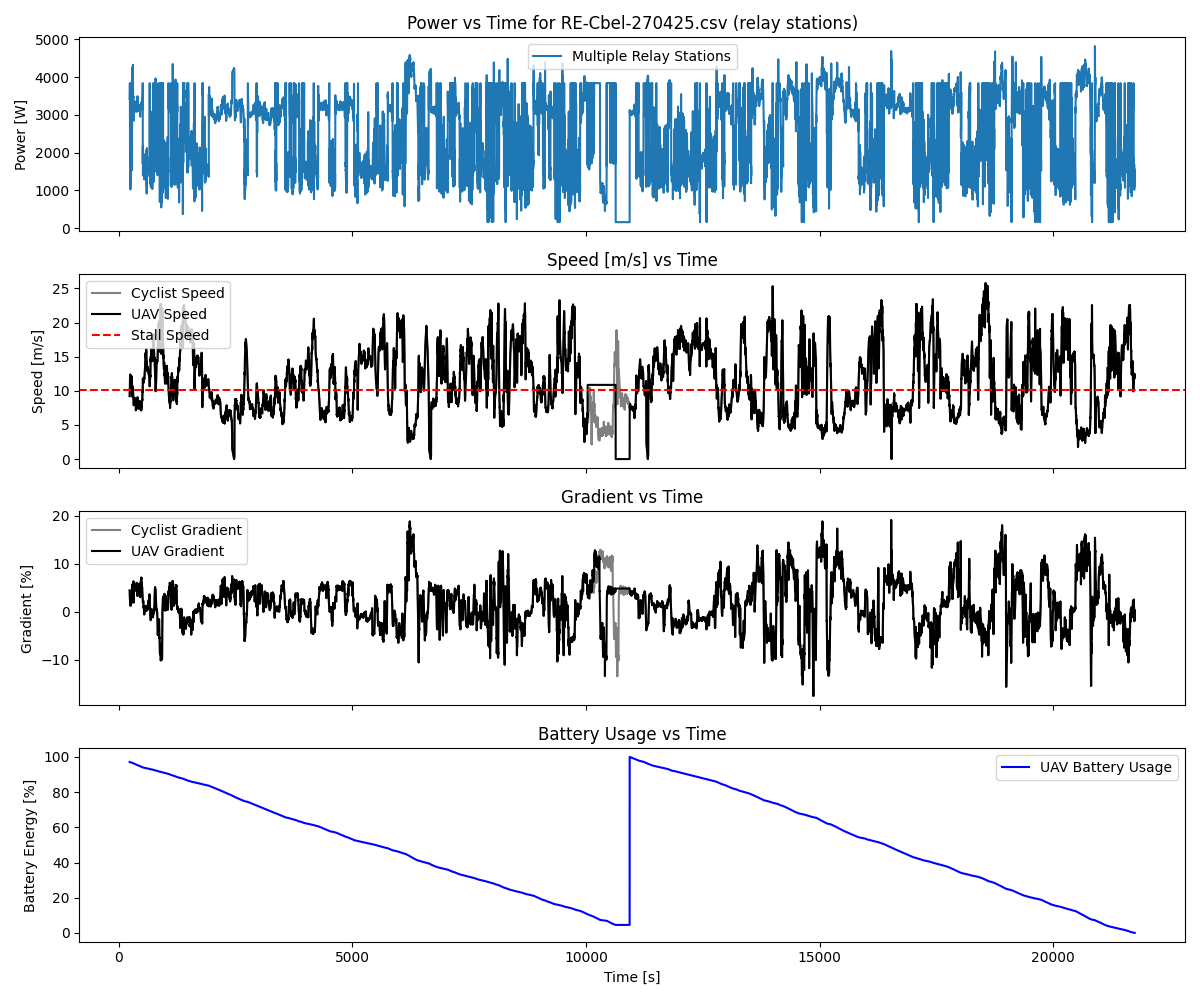 Power vs Time for RE-Cbel-270425.csv (relay stations)
5000
4000
3000
2000
1000
0
Power [W]
Multiple Relay Stations
Speed [m/s] vs Time
25
20
15
10
5
0
Speed [m/s]
Cyclist Speed
UAV Speed
Stall Speed
Gradient vs Time
20
10
0
−10
Gradient [%]
Cyclist Gradient
UAV Gradient
Battery Usage vs Time
100
80
60
40
20
0
Battery Energy [%]
UAV Battery Usage
0 5000 10000 15000 20000
Time [s]